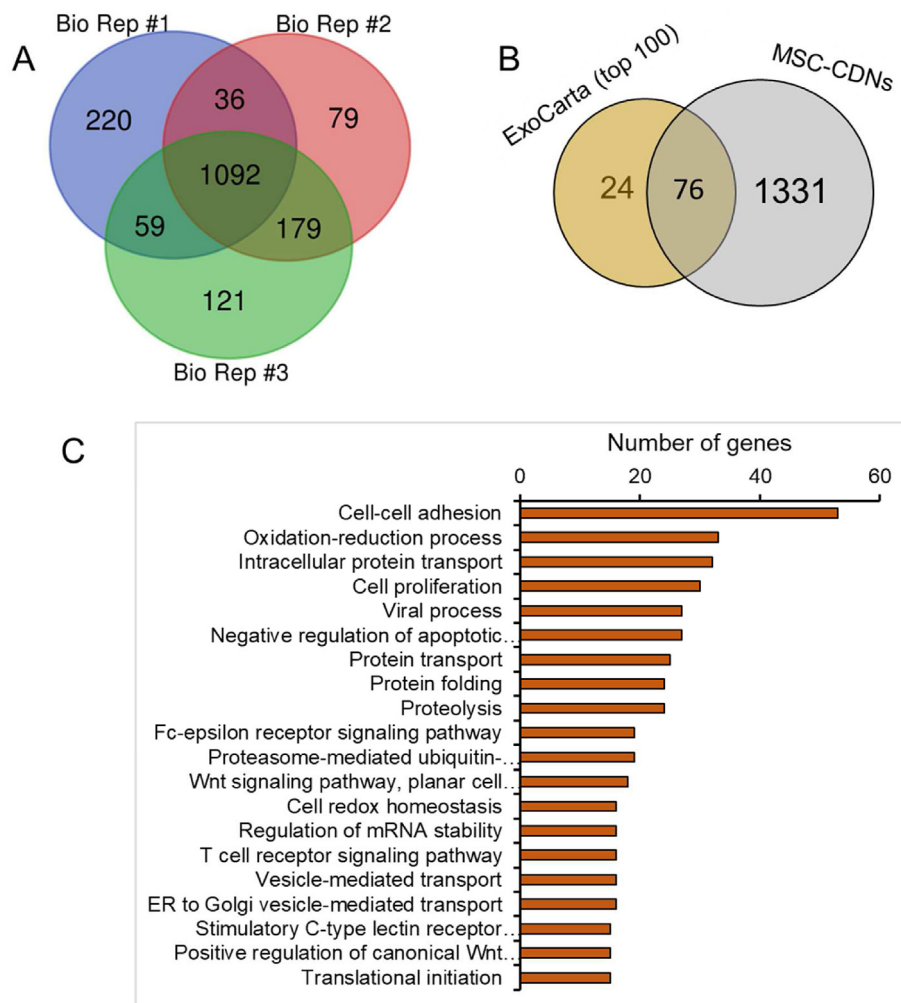 A
Bio Rep #1
Bio Rep #2
220
36
79
1092
59
179
121
Bio Rep #3
B
ExoCarta (top 100)
MSC-CDNs
24
76
1331
C
Number of genes
0 20 40 60
Cell-cell adhesion
Oxidation-reduction process
Intracellular protein transport
Cell proliferation
Viral process
Negative regulation of apoptotic…
Protein transport
Protein folding
Proteolysis
Fc-epsilon receptor signaling pathway
Proteasome-mediated ubiquitin-…
Wnt signaling pathway, planar cell…
Cell redox homeostasis
Regulation of mRNA stability
T cell receptor signaling pathway
Vesicle-mediated transport
ER to Golgi vesicle-mediated transport
Stimulatory C-type lectin receptor…
Positive regulation of canonical Wnt…
Translational initiation